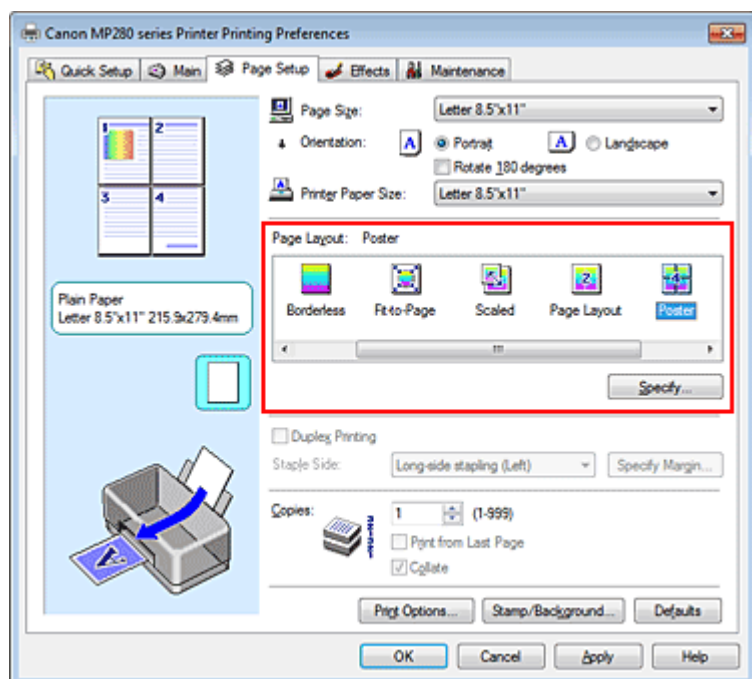 Canon MP280 series Printer Printing Preferences
Quick Setup Main Page Setup Effects Maintenance
1 2
3 4
Plain Paper
Letter 8.5"x11" 215.9x279.4mm
Page Size: Letter 8.5"x11"
Orientation: A Portrait A Landscape
Rotate 180 degrees
Printer Paper Size: Letter 8.5"x11"
Page Layout: Poster
Borderless Fit-to-Page Scaled Page Layout Poster
Specify...
Duplex Printing
Staple Side: Long-side stapling (Left) Specify Margin...
Copies: 1 (1-999)
Print from Last Page
Collate
Print Options... Stamp/Background... Defaults
OK Cancel Apply Help